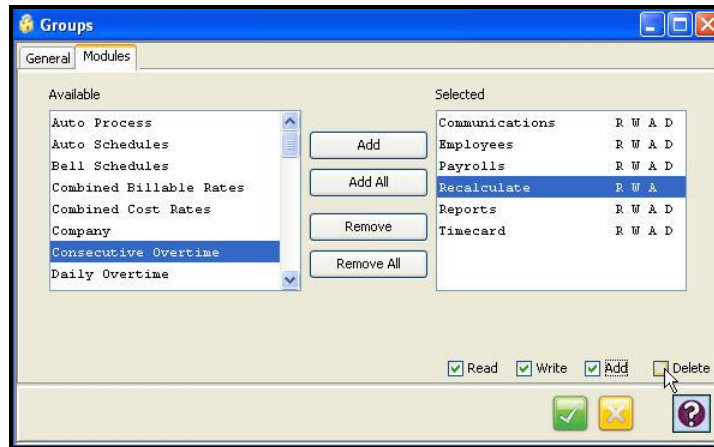 Groups
General Modules
Available
Auto Process
Auto Schedules
Bell Schedules
Combined Billable Rates
Combined Cost Rates
Company
Consecutive Overtime
Daily Overtime
Add
Add All
Remove
Remove All
Selected
Communications R W A D
Employees R W A D
Payrolls R W A D
Recalculate R W A
Reports R W A D
Timecard R W A D
Read Write Add Delete
?